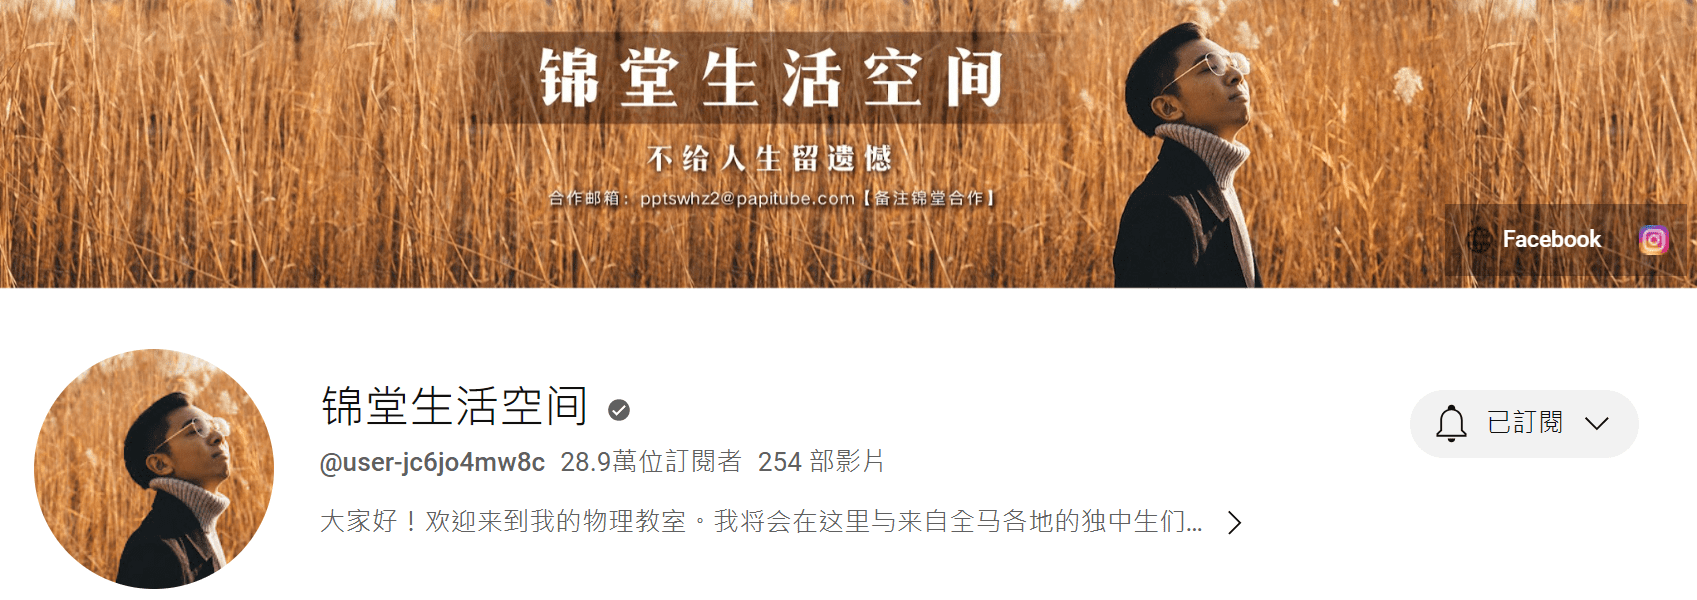 锦堂生活空间
不给人生留遗憾
合作邮箱：pptswhz2@papitube.com【备注锦堂合作】
Facebook
锦堂生活空间
@user-jc6jo4mw8c 28.9萬位訂閱者 254 部影片
已訂閱
大家好！欢迎来到我的物理教室。我将会在这里与来自全马各地的独中生们...